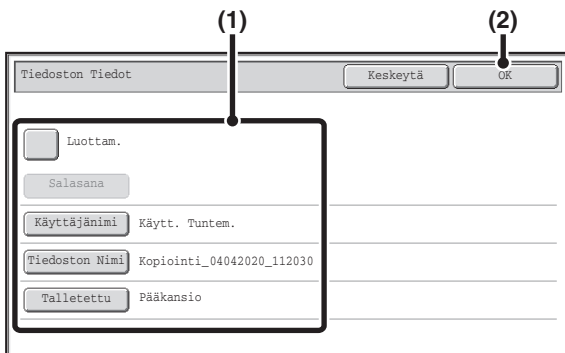 (1) (2)
Tiedoston Tiedot Keskeytä OK
Luottam.
Salasana
Käyttäjänimi Käytt. Tuntem.
Tiedoston Nimi Kopiointi_04042020_112030
Talletettu Pääkansio